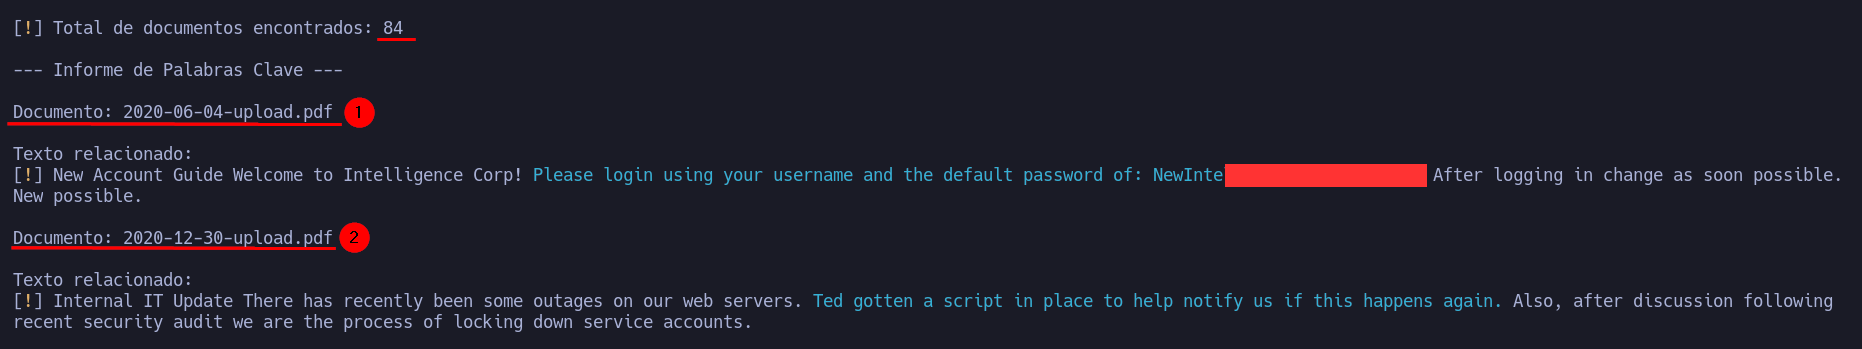 [!] Total de documentos encontrados: 84
--- Informe de Palabras Clave ---
Documento: 2020-06-04-upload.pdf 1
Texto relacionado:
[!] New Account Guide Welcome to Intelligence Corp! Please login using your username and the default password of: NewInte After logging in change as soon possible.
New possible.
Documento: 2020-12-30-upload.pdf 2
Texto relacionado:
[!] Internal IT Update There has recently been some outages on our web servers. Ted gotten a script in place to help notify us if this happens again. Also, after discussion following
recent security audit we are the process of locking down service accounts.